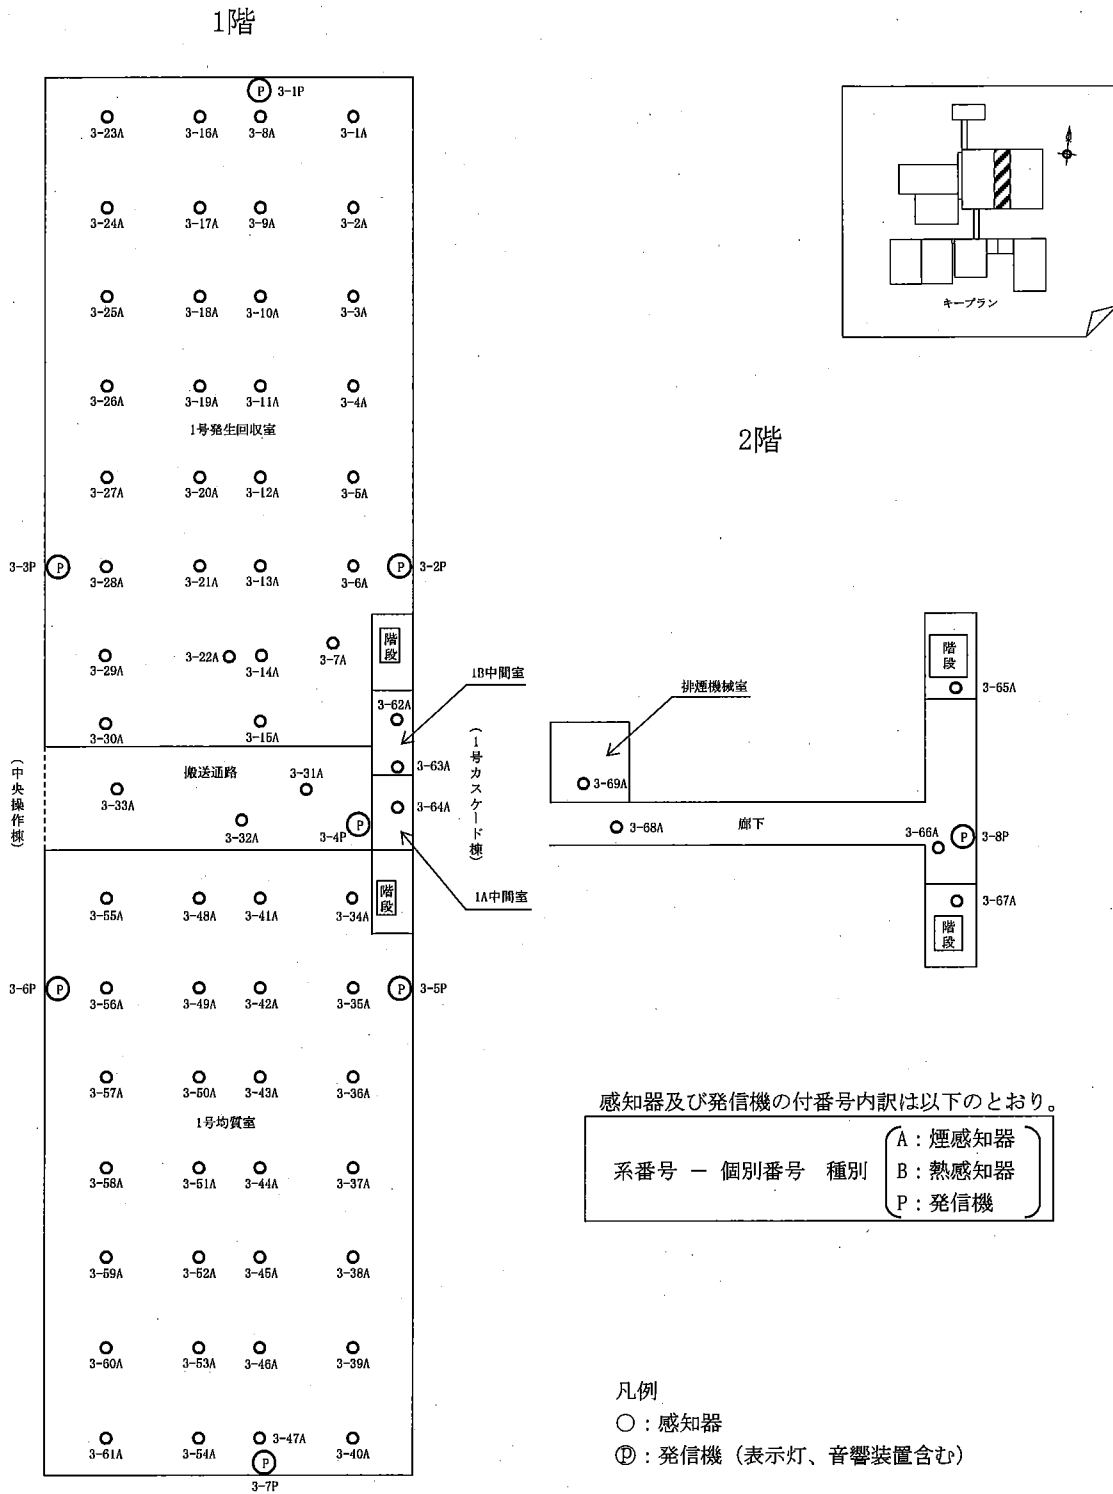 1階
P 3-1P
3-23A 3-16A 3-8A 3-1A
3-24A 3-17A 3-9A 3-2A
3-25A 3-18A 3-10A 3-3A
3-26A 3-19A 3-11A 3-4A
1号発生回収室
3-27A 3-20A 3-12A 3-5A
3-3P P P 3-2P
3-28A 3-21A 3-13A 3-6A
3-29A 3-22A 3-14A 3-7A
階段
3-62A
1B中間室
3-30A 3-15A
3-63A
(中央操作棟)
搬送通路
3-31A
3-33A
3-32A
3-4P P
3-64A
(1号カスケード棟)
1A中間室
階段
3-55A 3-48A 3-41A 3-34A
3-6P P P 3-5P
3-56A 3-49A 3-42A 3-35A
3-57A 3-50A 3-43A 3-36A
1号均質室
3-58A 3-51A 3-44A 3-37A
3-59A 3-52A 3-45A 3-38A
3-60A 3-53A 3-46A 3-39A
3-61A 3-54A 3-47A 3-40A
P
3-7P
キープラン
2階
階段
3-65A
排煙機械室
3-69A
3-68A
廊下
3-66A
P 3-8P
3-67A
階段
感知器及び発信機の付番号内訳は以下のとおり。
系番号 － 個別番号 種別
A：煙感知器
B：熱感知器
P：発信機
凡例
○：感知器
Ⓟ：発信機（表示灯、音響装置含む）